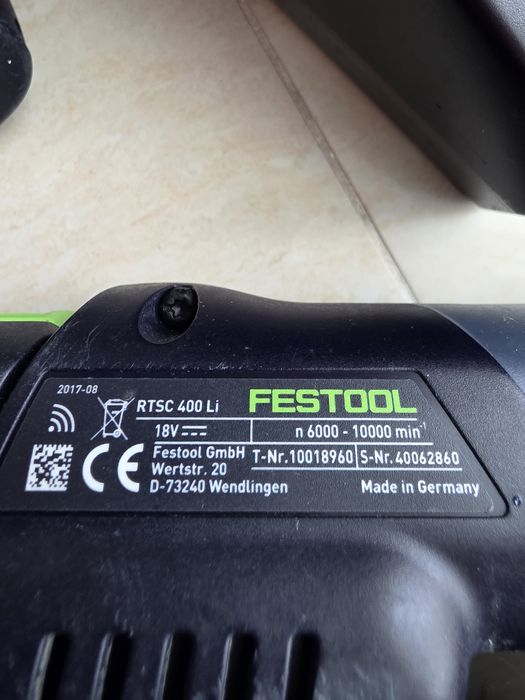 2017-08
RTSC 400 Li
FESTOOL
18V n 6000 - 10000 min⁻¹
Festool GmbH T-Nr.10018960 S-Nr.40062860
Wertstr. 20
D-73240 Wendlingen Made in Germany
CE